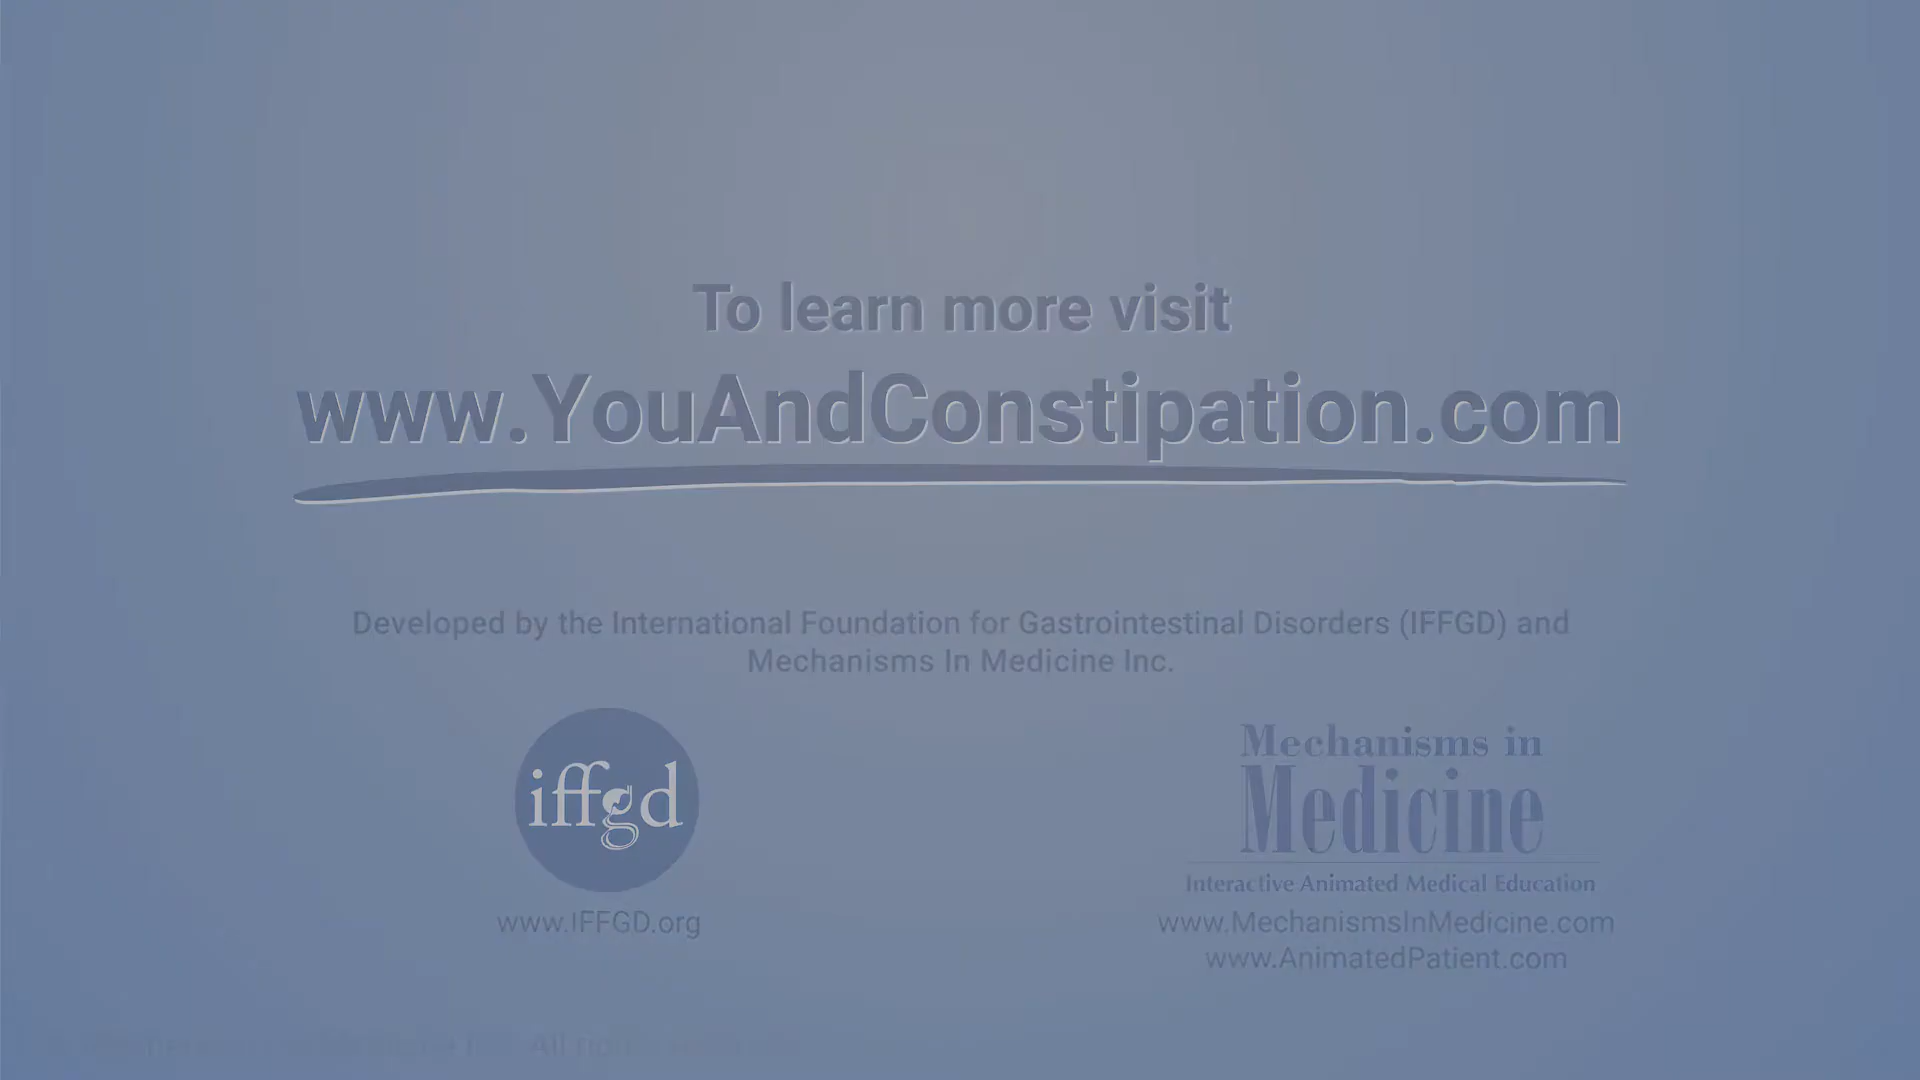 To learn more visit
www.YouAndConstipation.com
Developed by the International Foundation for Gastrointestinal Disorders (IFFGD) and
Mechanisms In Medicine Inc.
iffgd
www.IFFGD.org
Mechanisms in
Medicine
Interactive Animated Medical Education
www.MechanismsInMedicine.com
www.AnimatedPatient.com
All